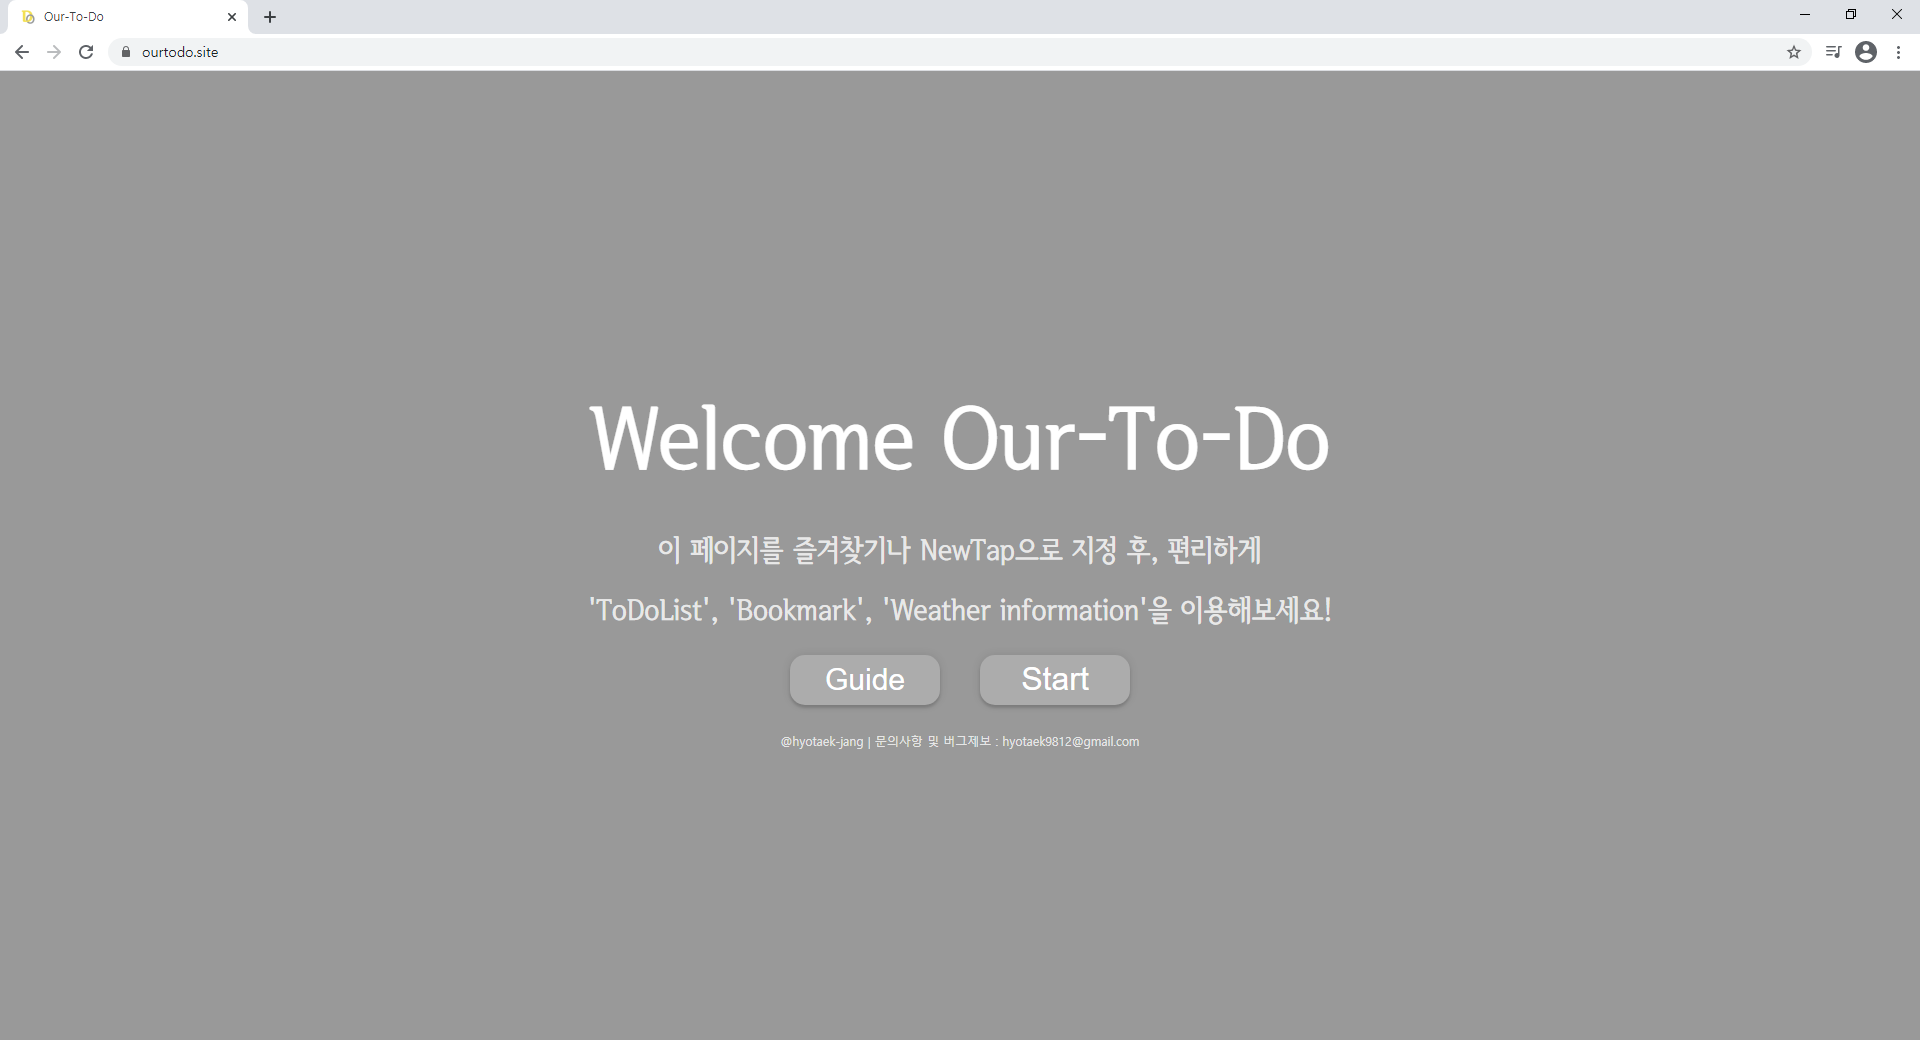 Our-To-Do
ourtodo.site
Welcome Our-To-Do
이 페이지를 즐겨찾기나 NewTap으로 지정 후, 편리하게
'ToDoList', 'Bookmark', 'Weather information'을 이용해보세요!
Guide
Start
@hyotaek-jang | 문의사항 및 버그제보 : hyotaek9812@gmail.com